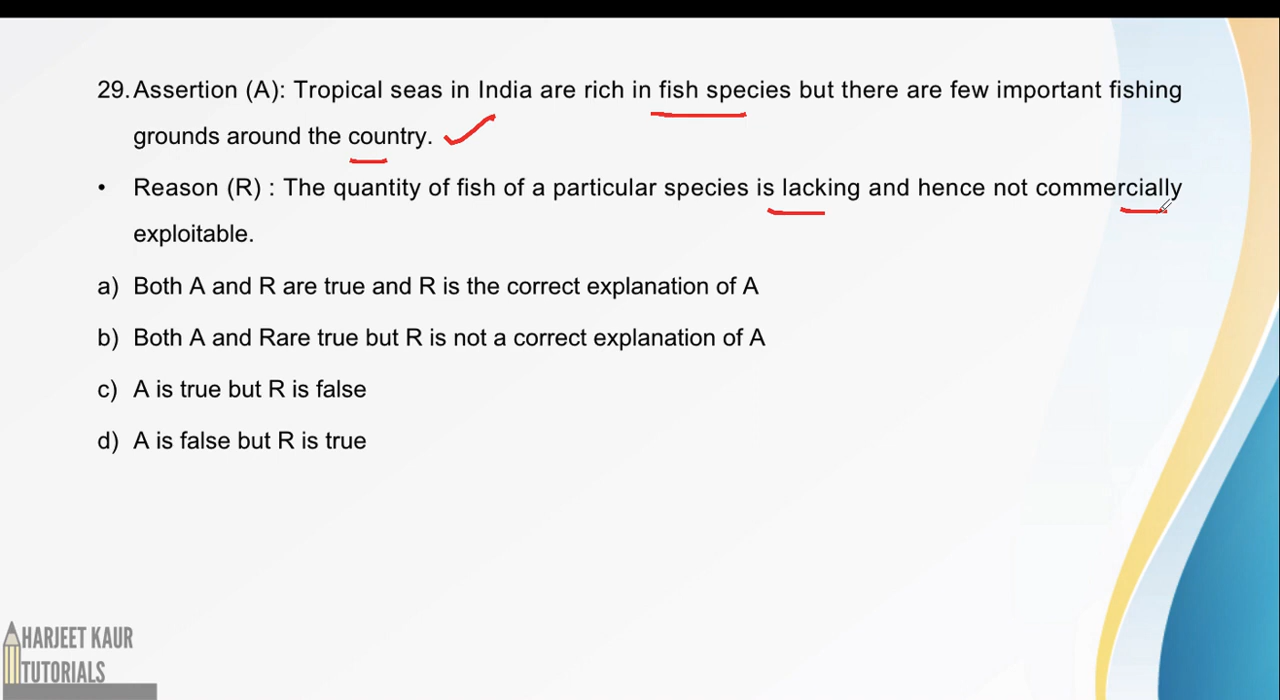 29. Assertion (A): Tropical seas in India are rich in fish species but there are few important fishing
grounds around the country.
• Reason (R) : The quantity of fish of a particular species is lacking and hence not commercially
exploitable.
a) Both A and R are true and R is the correct explanation of A
b) Both A and Rare true but R is not a correct explanation of A
c) A is true but R is false
d) A is false but R is true
HARJEET KAUR
TUTORIALS